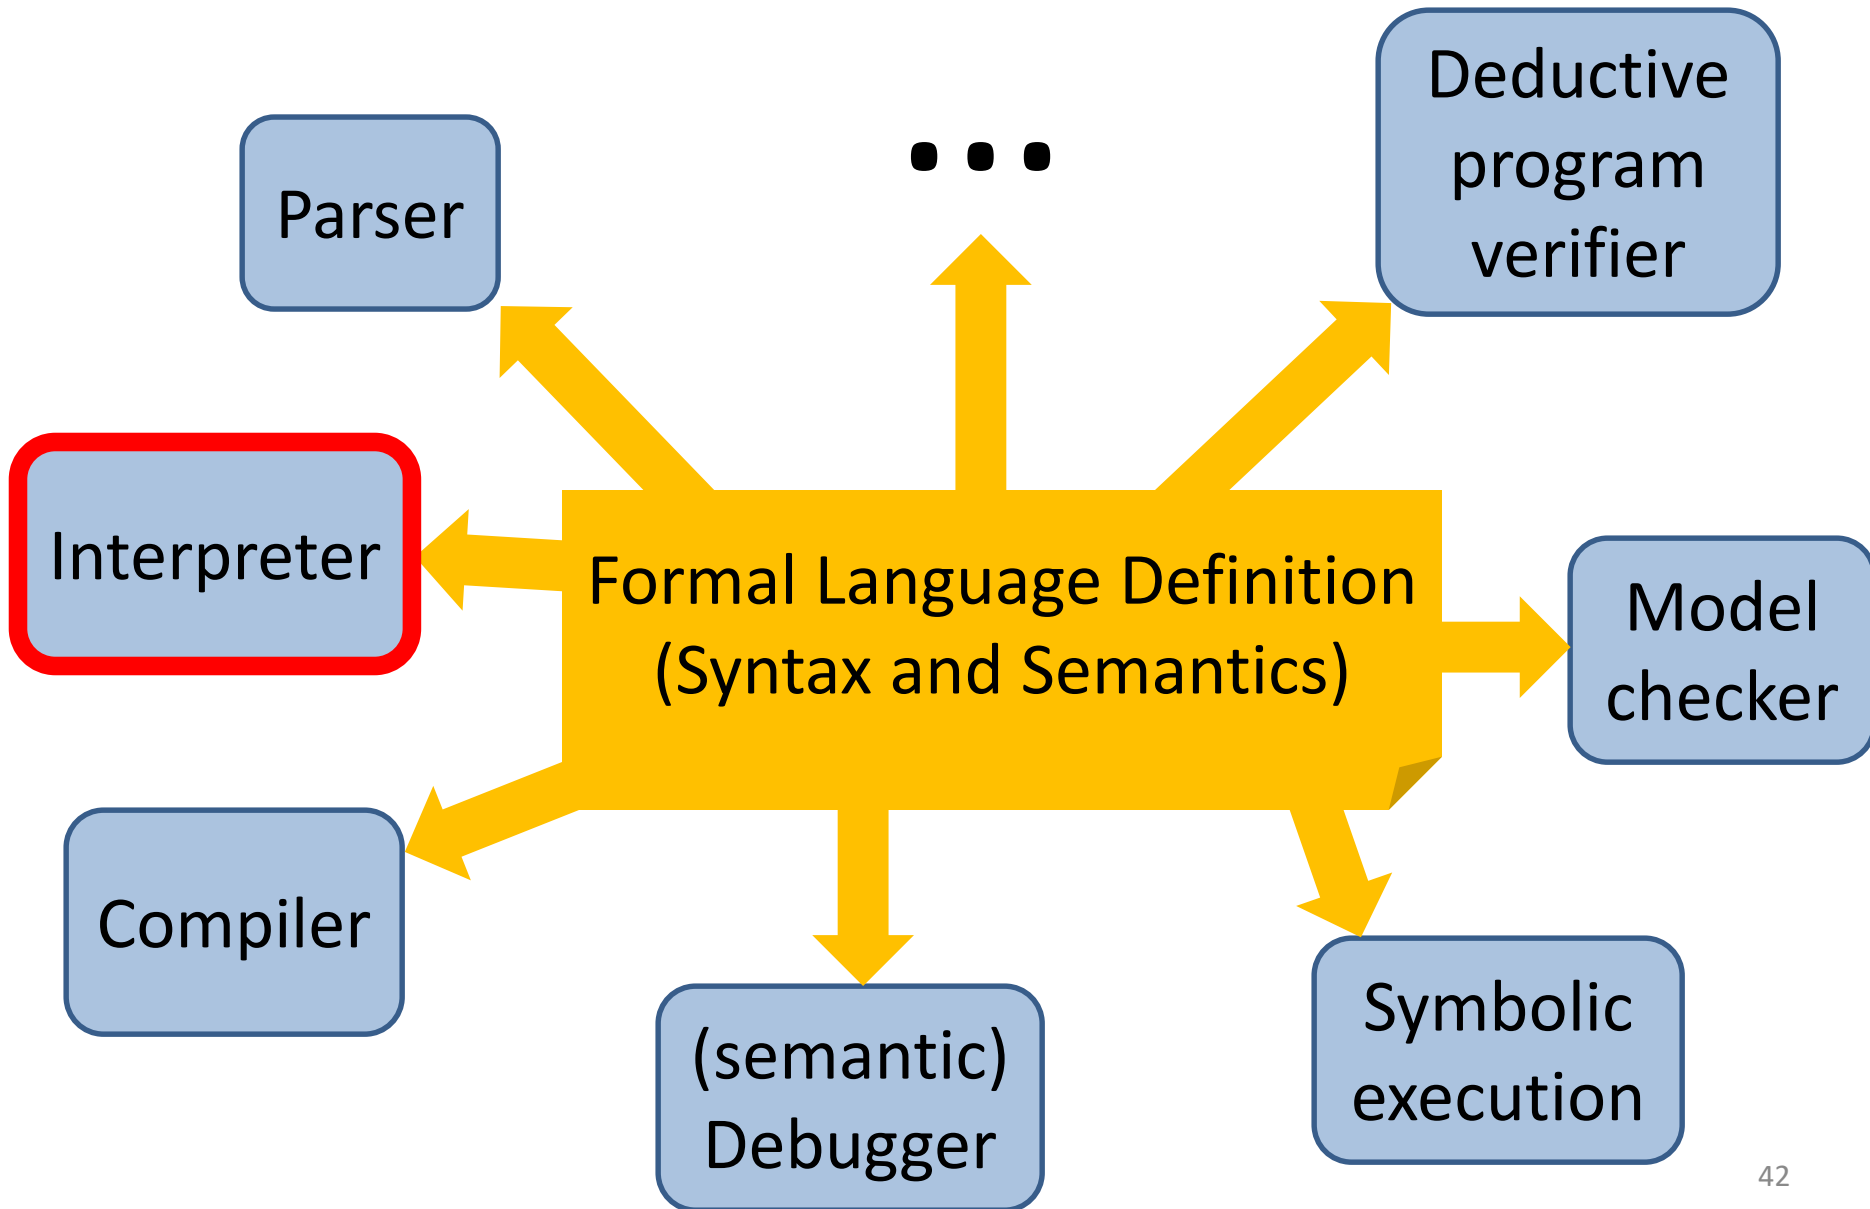 Deductive
program
verifier
...
Parser
Interpreter
Formal Language Definition
(Syntax and Semantics)
Model
checker
Compiler
(semantic)
Debugger
Symbolic
execution
42